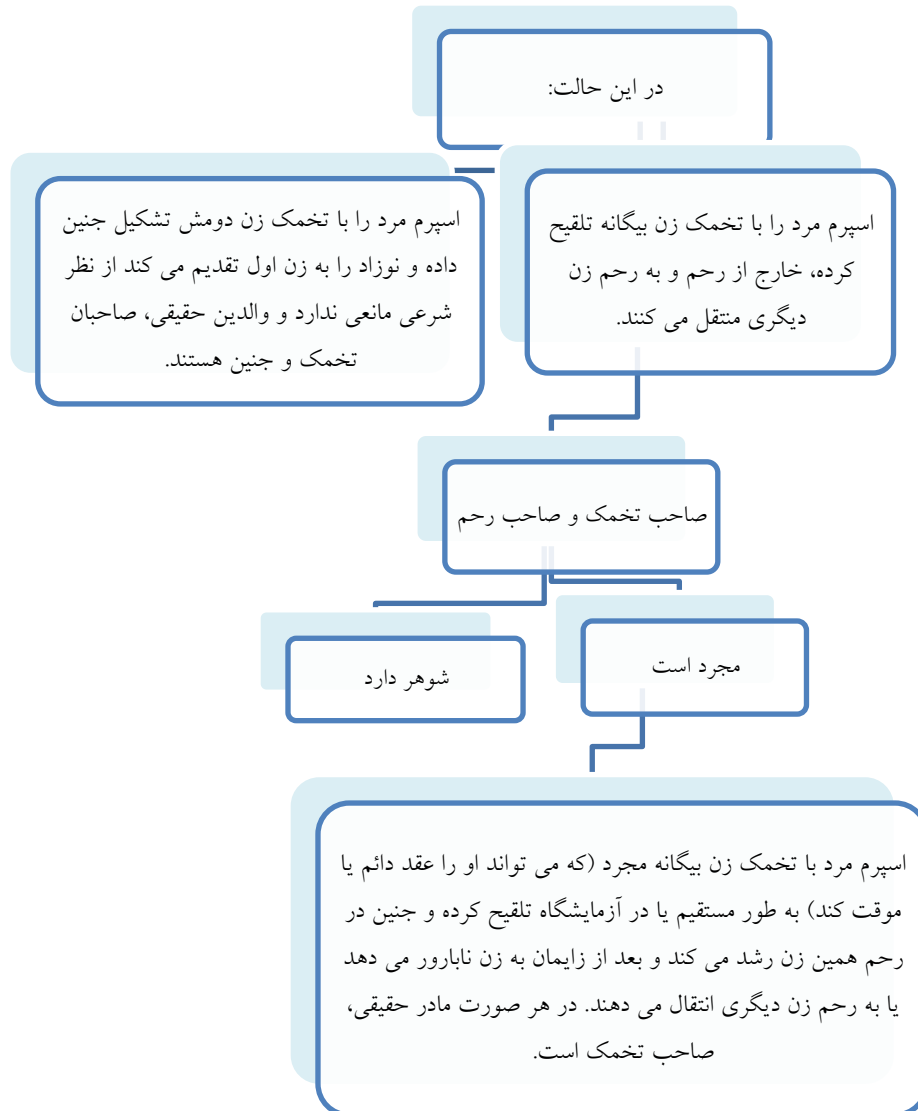 در این حالت:
اسپرم مرد را با تخمک زن بیگانه تلقیح
کرده، خارج از رحم و به رحم زن
دیگری منتقل می کنند.
اسپرم مرد را با تخمک زن دومش تشکیل جنین
داده و نوزاد را به زن اول تقدیم می کند از نظر
شرعی مانعی ندارد و والدین حقیقی، صاحبان
تخمک و جنین هستند.
صاحب تخمک و صاحب رحم
مجرد است
شوهر دارد
اسپرم مرد با تخمک زن بیگانه مجرد (که می تواند او را عقد دائم یا
موقت کند) به طور مستقیم یا در آزمایشگاه تلقیح کرده و جنین در
رحم همین زن رشد می کند و بعد از زایمان به زن نابارور می دهد
یا به رحم زن دیگری انتقال می دهند. در هر صورت مادر حقیقی،
صاحب تخمک است.